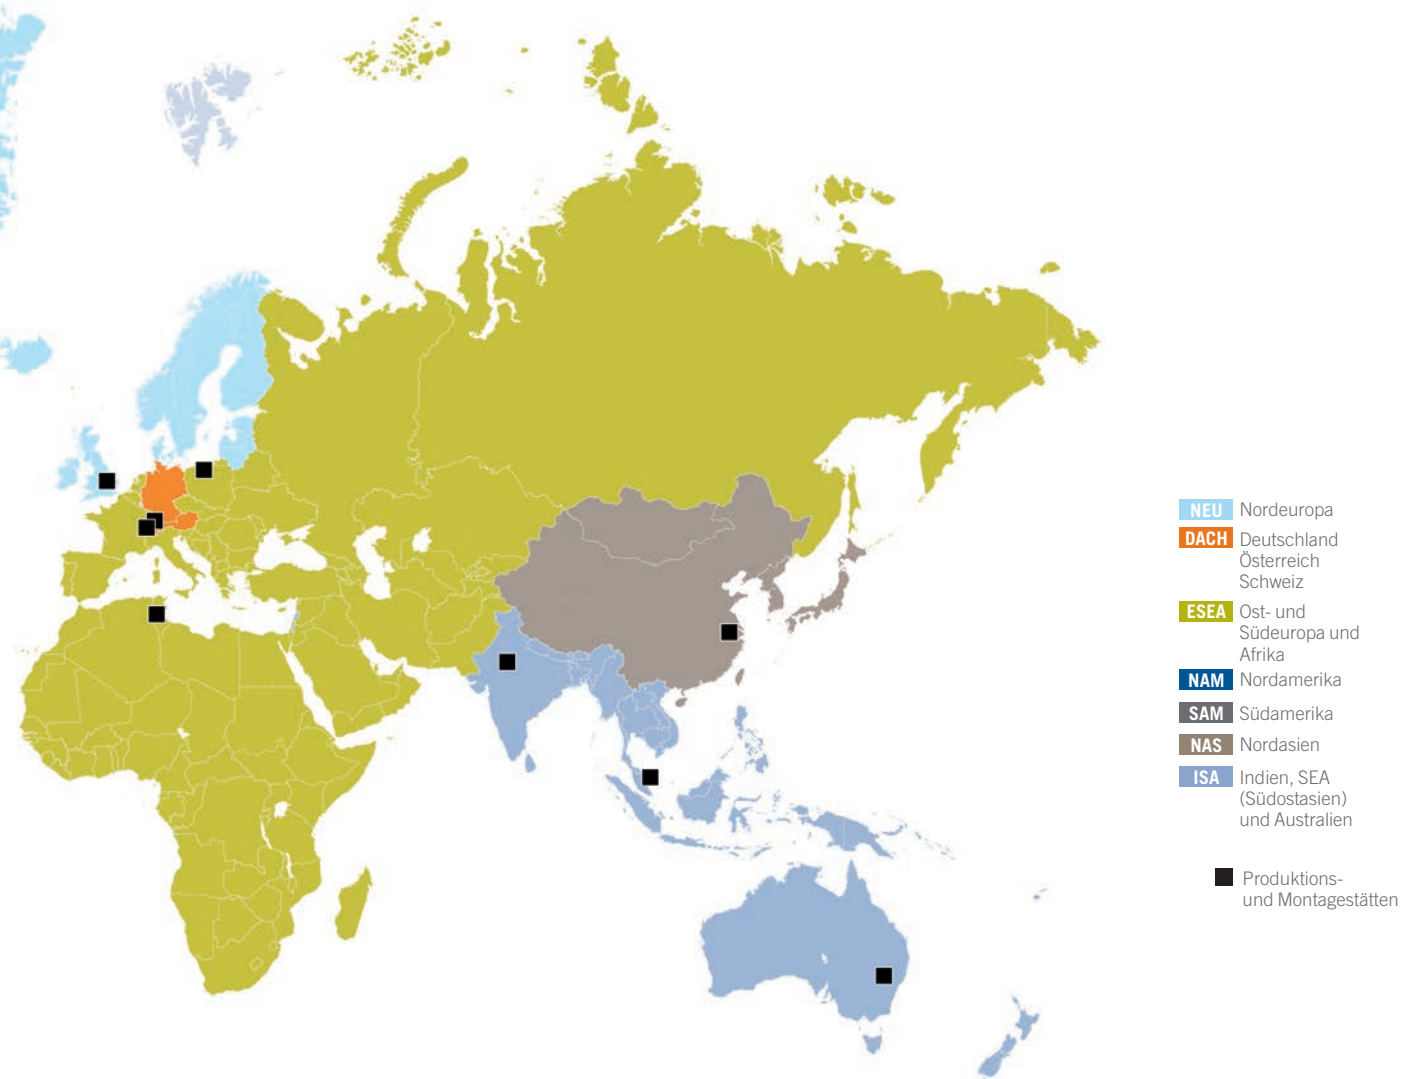 NEU Nordeuropa
DACH Deutschland
Österreich
Schweiz
ESEA Ost- und
Südeuropa und
Afrika
NAM Nordamerika
SAM Südamerika
NAS Nordasien
ISA Indien, SEA
(Südostasien)
und Australien
Produktions-
und Montagestätten